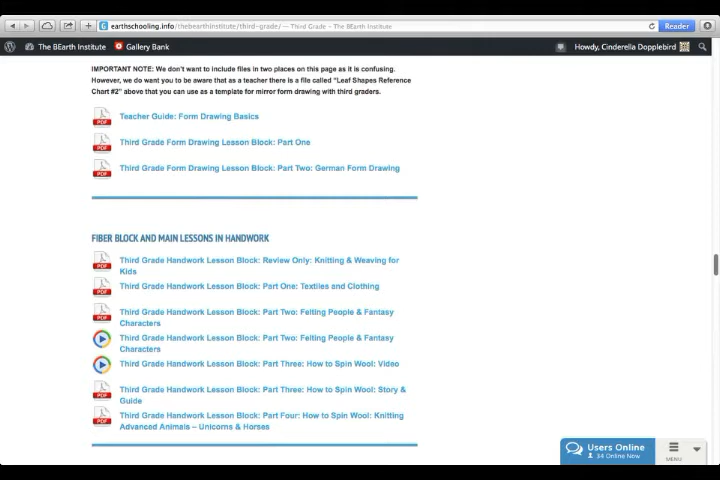 earthschooling.info/thebearthinstitute/third-grade/ — Third Grade – The BEarth Institute
Reader
The BEarth Institute
Gallery Bank
Howdy, Cinderella Dopplebird
IMPORTANT NOTE: We don't want to include files in two places on this page as it is confusing.
However, we do want you to be aware that as a teacher there is a file called "Leaf Shapes Reference
Chart #2" above that you can use as a template for mirror form drawing with third graders.
PDF
Teacher Guide: Form Drawing Basics
PDF
Third Grade Form Drawing Lesson Block: Part One
PDF
Third Grade Form Drawing Lesson Block: Part Two: German Form Drawing
FIBER BLOCK AND MAIN LESSONS IN HANDWORK
PDF
Third Grade Handwork Lesson Block: Review Only: Knitting & Weaving for
Kids
PDF
Third Grade Handwork Lesson Block: Part One: Textiles and Clothing
PDF
Third Grade Handwork Lesson Block: Part Two: Felting People & Fantasy
Characters
Third Grade Handwork Lesson Block: Part Two: Felting People & Fantasy
Characters
Third Grade Handwork Lesson Block: Part Three: How to Spin Wool: Video
PDF
Third Grade Handwork Lesson Block: Part Three: How to Spin Wool: Story &
Guide
PDF
Third Grade Handwork Lesson Block: Part Four: How to Spin Wool: Knitting
Advanced Animals – Unicorns & Horses
Users Online
34 Online Now
MENU